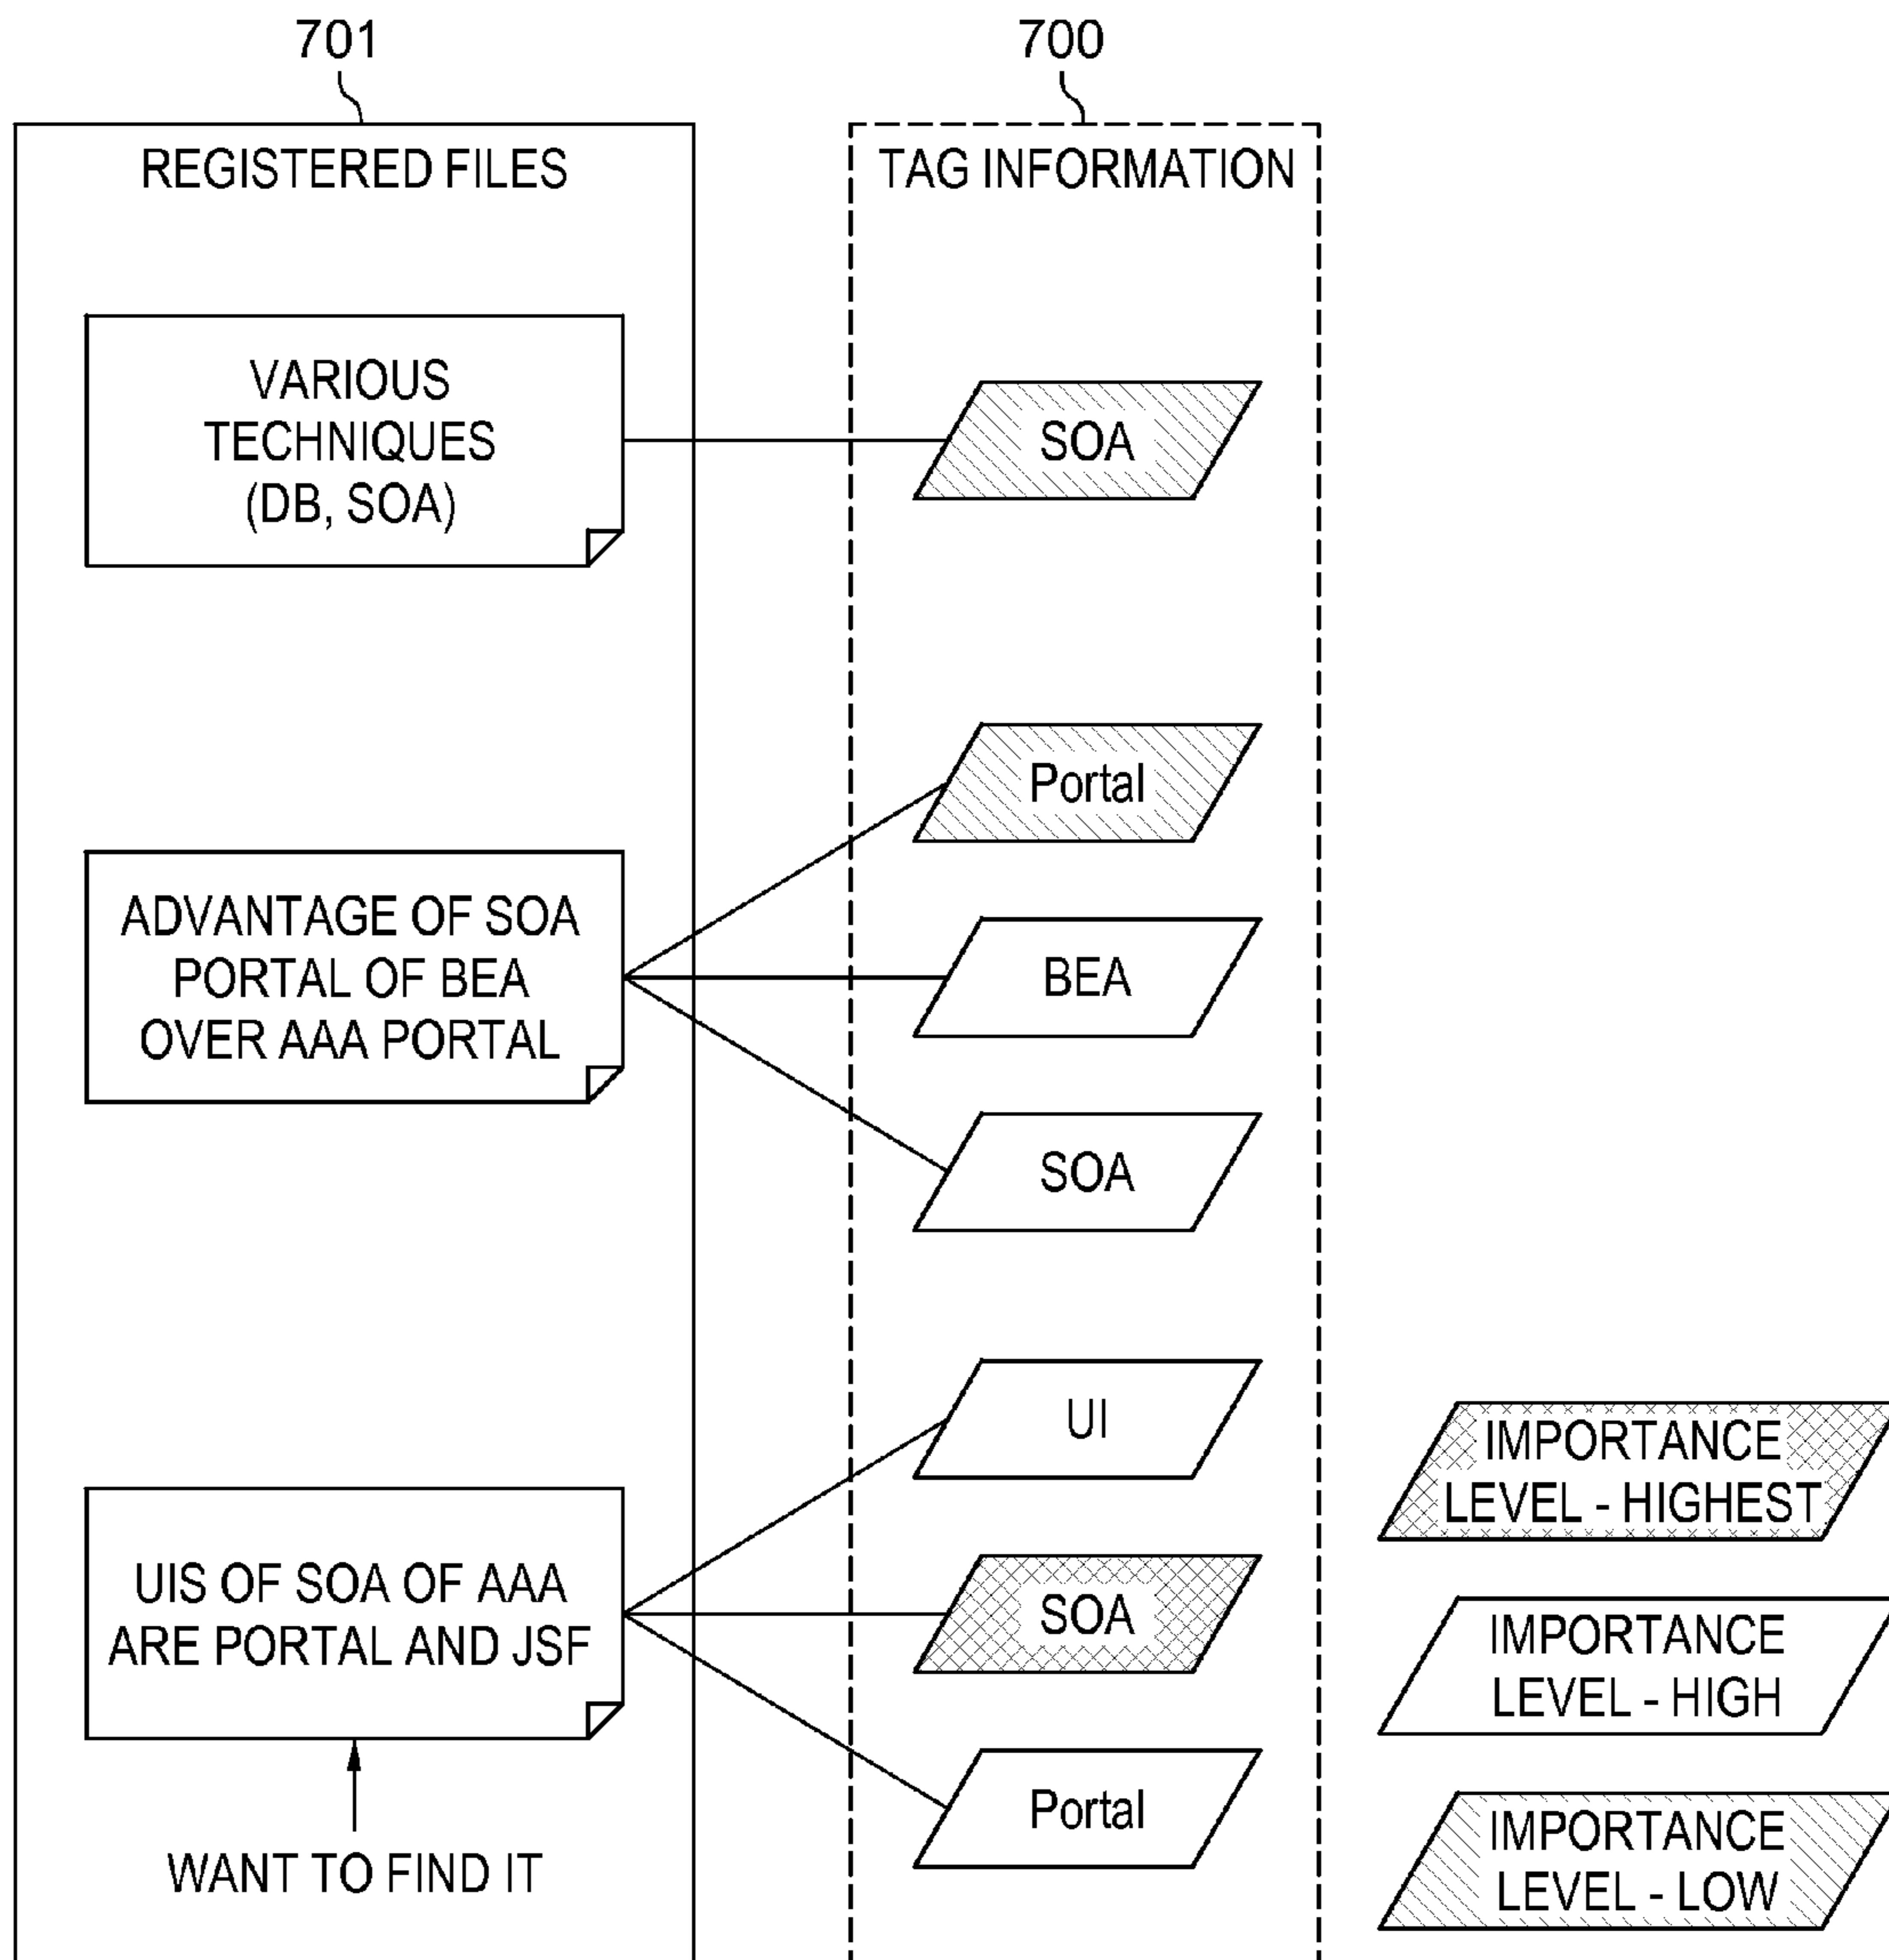 701
700
REGISTERED FILES
TAG INFORMATION
VARIOUS
TECHNIQUES
(DB, SOA)
SOA
ADVANTAGE OF SOA
PORTAL OF BEA
OVER AAA PORTAL
Portal
BEA
SOA
UIS OF SOA OF AAA
ARE PORTAL AND JSF
UI
SOA
Portal
WANT TO FIND IT
IMPORTANCE
LEVEL - HIGHEST
IMPORTANCE
LEVEL - HIGH
IMPORTANCE
LEVEL - LOW